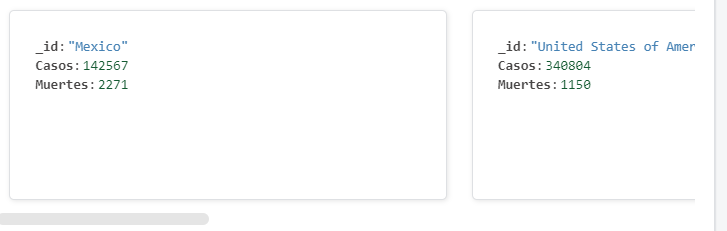 _id: "Mexico"
Casos: 142567
Muertes: 2271
_id: "United States of Amer
Casos: 340804
Muertes: 1150